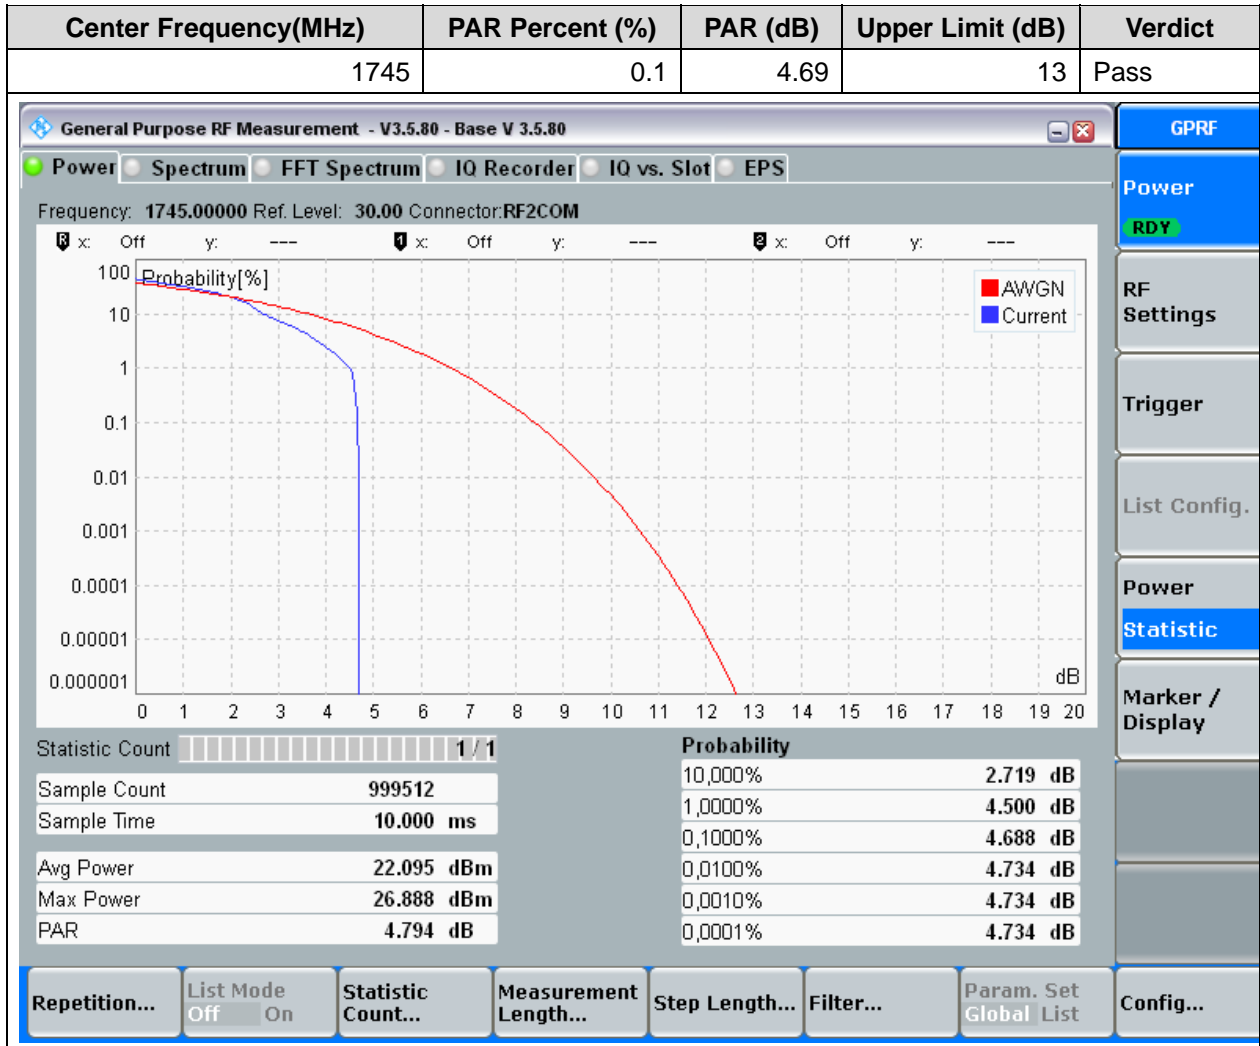 Center Frequency(MHz) PAR Percent (%) PAR (dB) Upper Limit (dB) Verdict
1745 0.1 4.69 13 Pass
General Purpose RF Measurement - V3.5.80 - Base V 3.5.80
GPRF
Power Spectrum FFT Spectrum IQ Recorder IQ vs. Slot EPS
Power
RDY
Frequency: 1745.00000 Ref. Level: 30.00 Connector:RF2COM
R x: Off y: --- 1 x: Off y: --- 2 x: Off y: ---
Probability[%]
AWGN
Current
100
10
1
0.1
0.01
0.001
0.0001
0.00001
0.000001
dB
0 1 2 3 4 5 6 7 8 9 10 11 12 13 14 15 16 17 18 19 20
RF
Settings
Trigger
List Config.
Power
Statistic
Marker /
Display
Statistic Count 1 / 1
Sample Count 999512
Sample Time 10.000 ms
Avg Power 22.095 dBm
Max Power 26.888 dBm
PAR 4.794 dB
Probability
10,000% 2.719 dB
1,0000% 4.500 dB
0,1000% 4.688 dB
0,0100% 4.734 dB
0,0010% 4.734 dB
0,0001% 4.734 dB
Repetition...
List Mode
Off On
Statistic
Count...
Measurement
Length...
Step Length...
Filter...
Param. Set
Global List
Config...